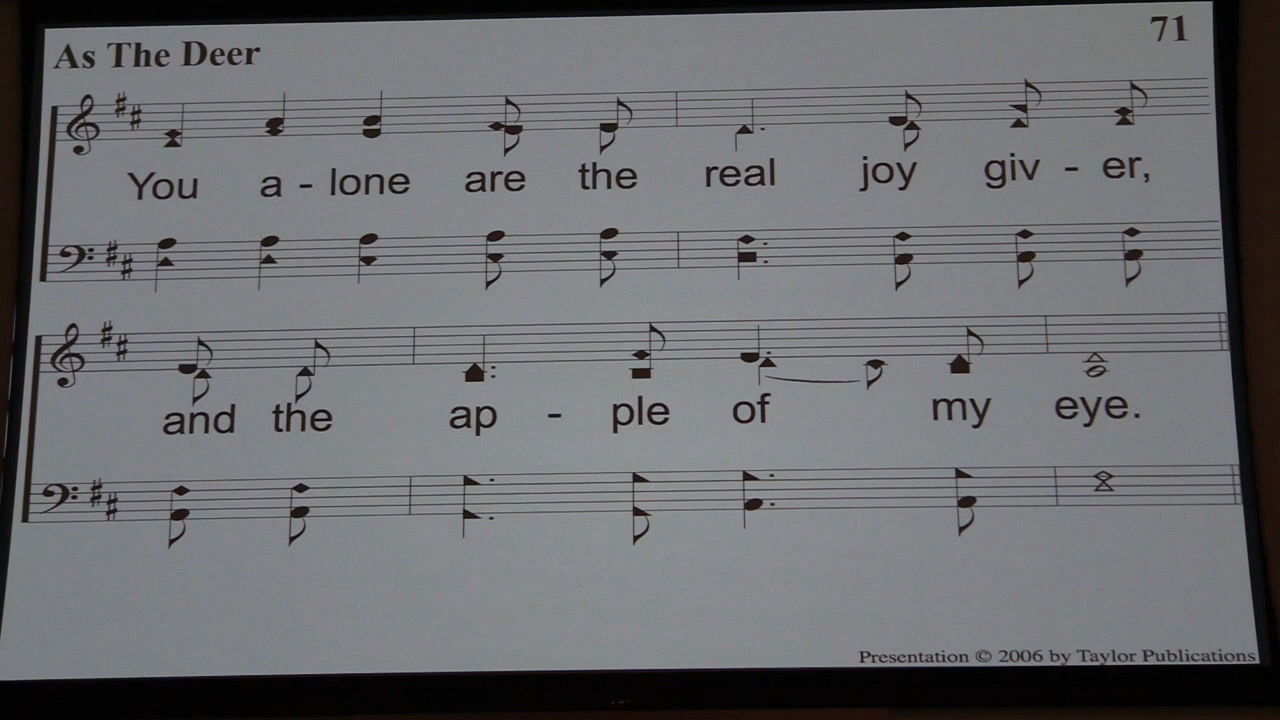 As The Deer
71
You a - lone are the real joy giv - er,
and the ap - ple of my eye.
Presentation © 2006 by Taylor Publications